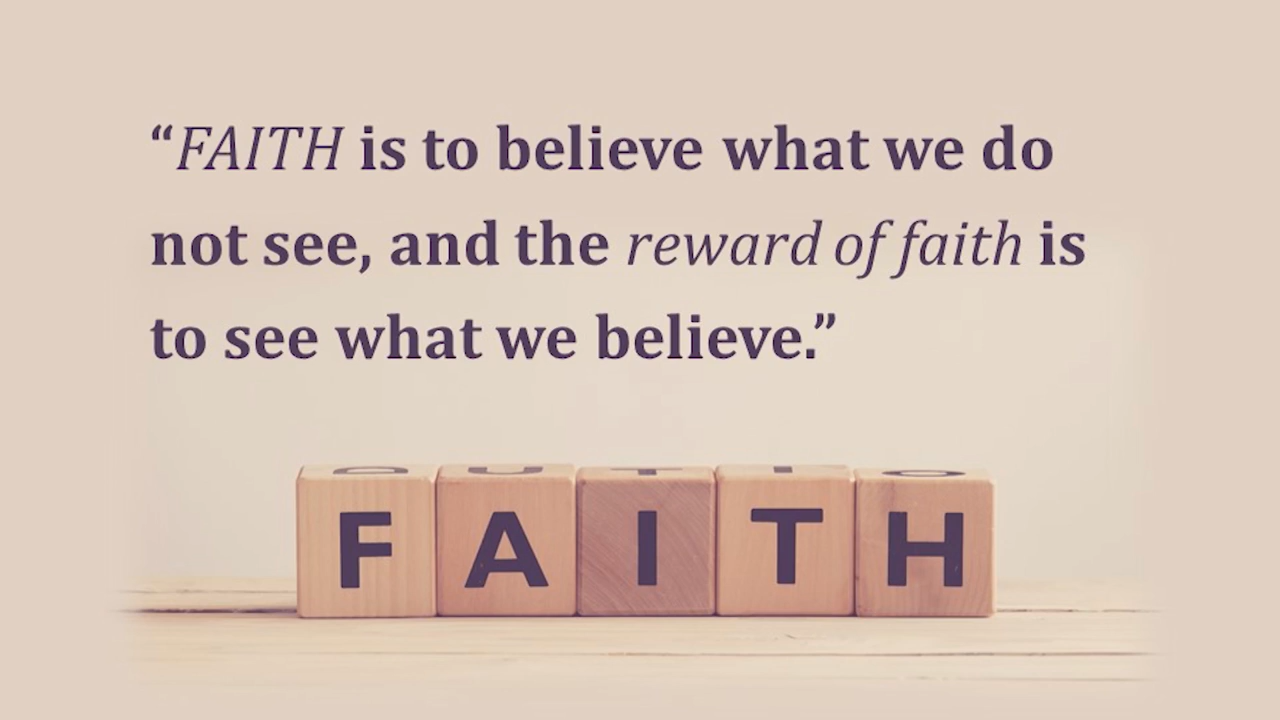 “FAITH is to believe what we do
not see, and the reward of faith is
to see what we believe.”
FAITH